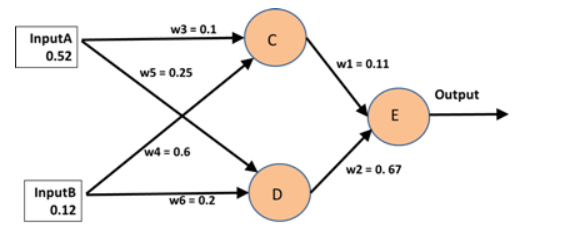 InputA
0.52
w3 = 0.1
C
w5 = 0.25
w1 = 0.11
Output
E
w4 = 0.6
w2 = 0. 67
InputB
0.12
w6 = 0.2
D